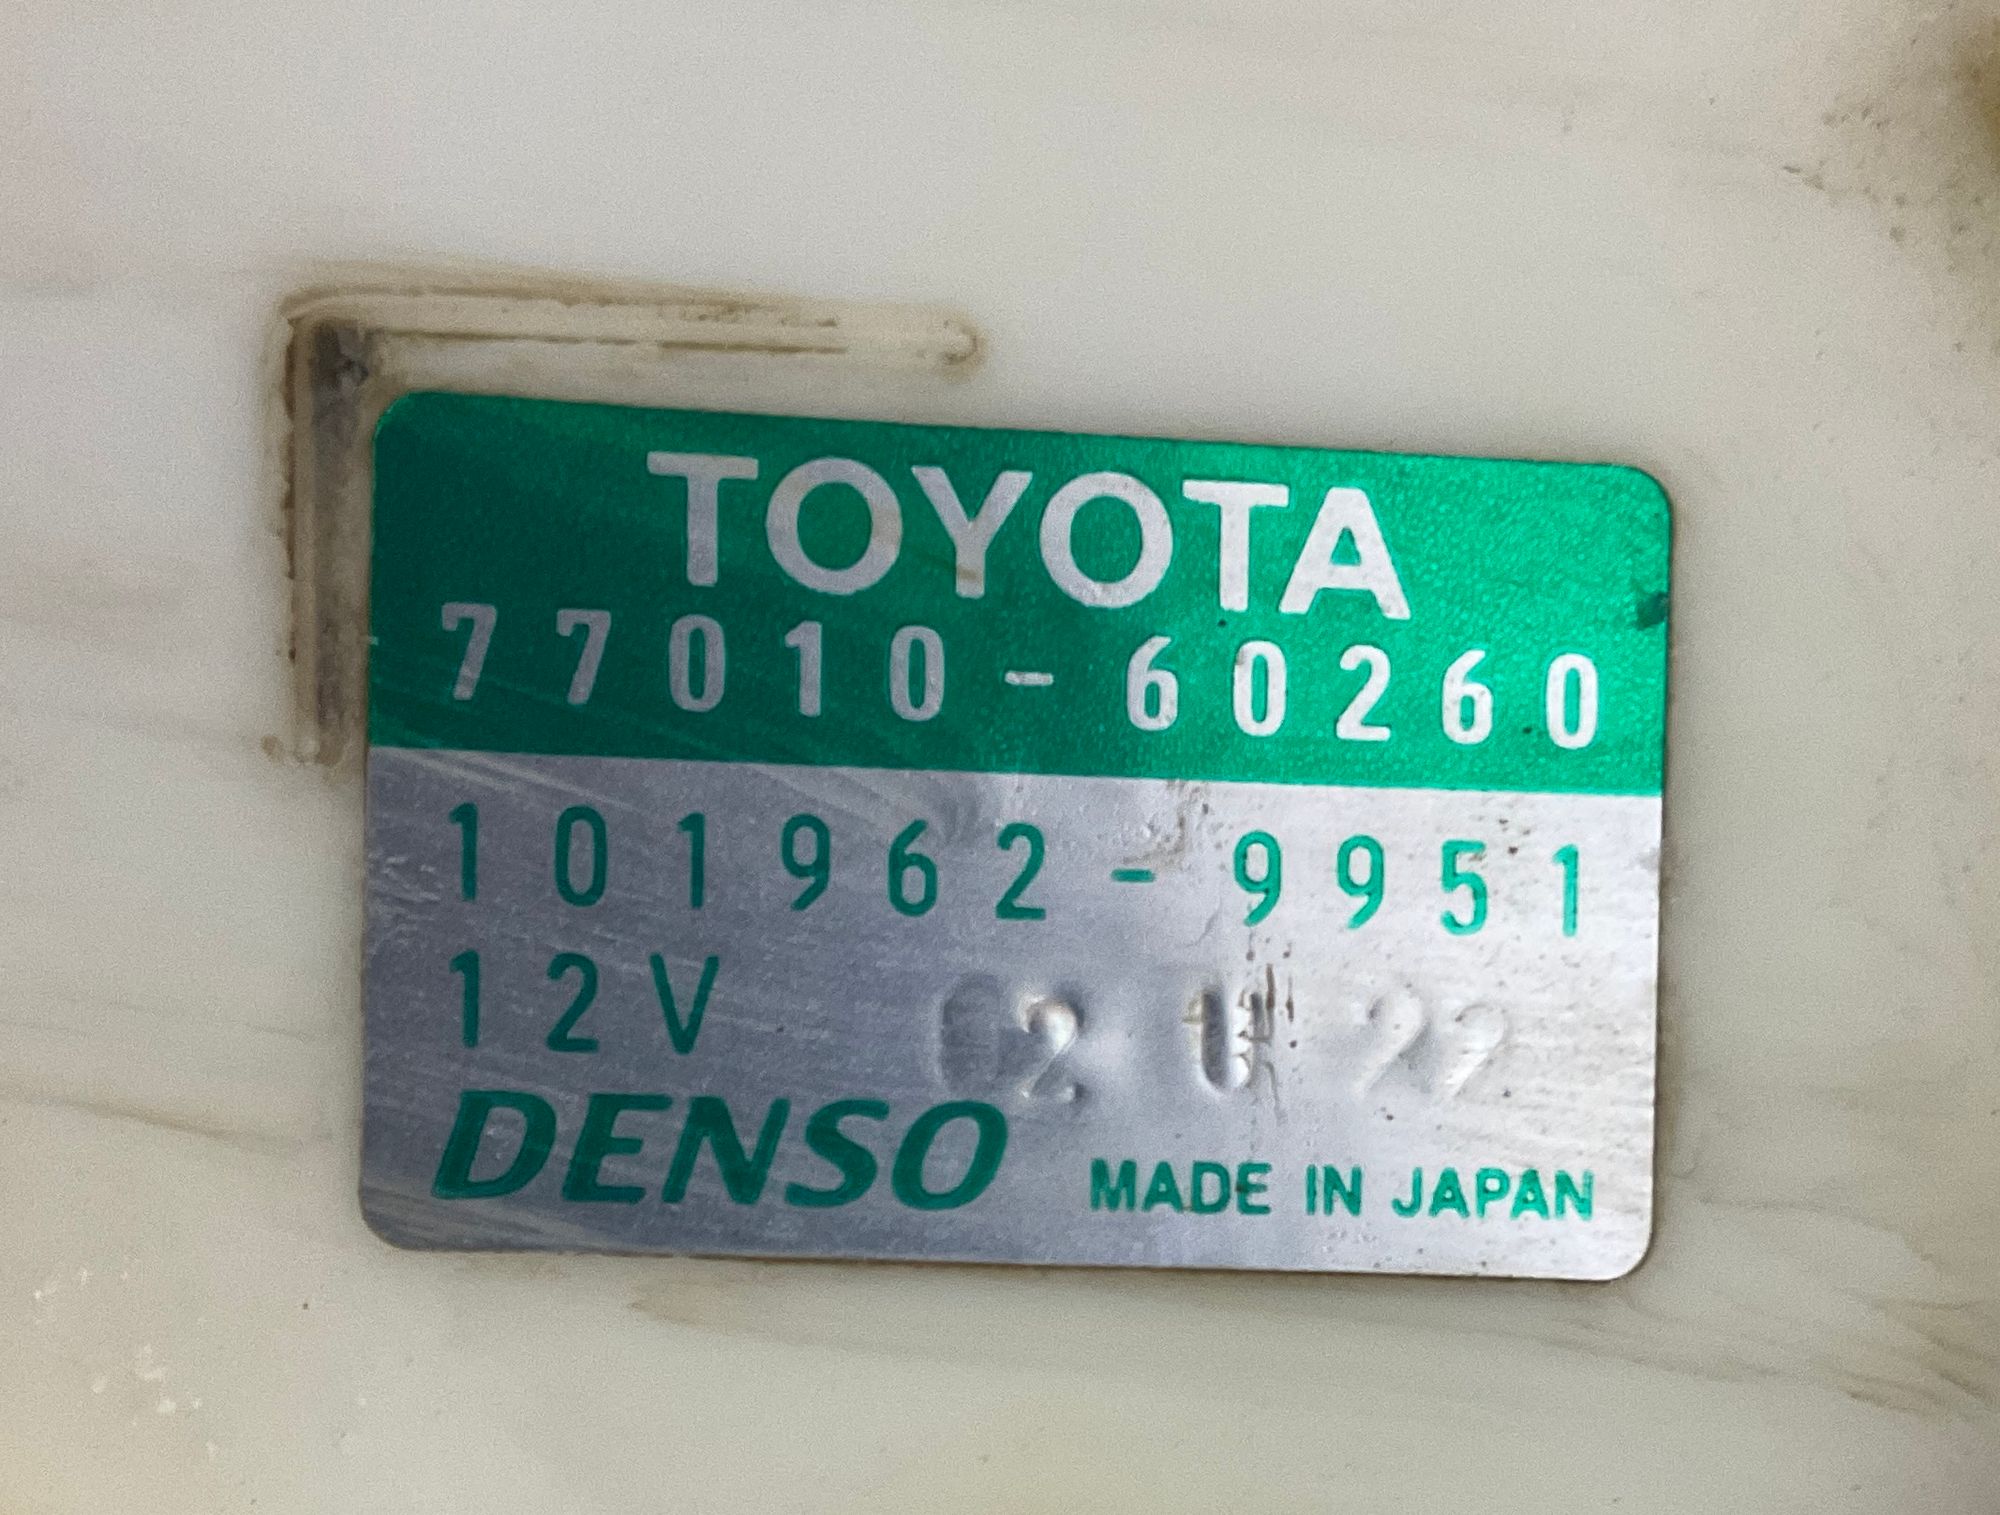 TOYOTA
77010-60260
101962-9951
12V
DENSO MADE IN JAPAN